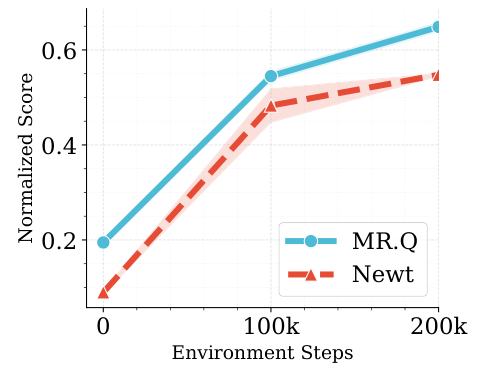 Normalized Score
0.6
0.4
0.2
MR.Q
Newt
0
100k
200k
Environment Steps